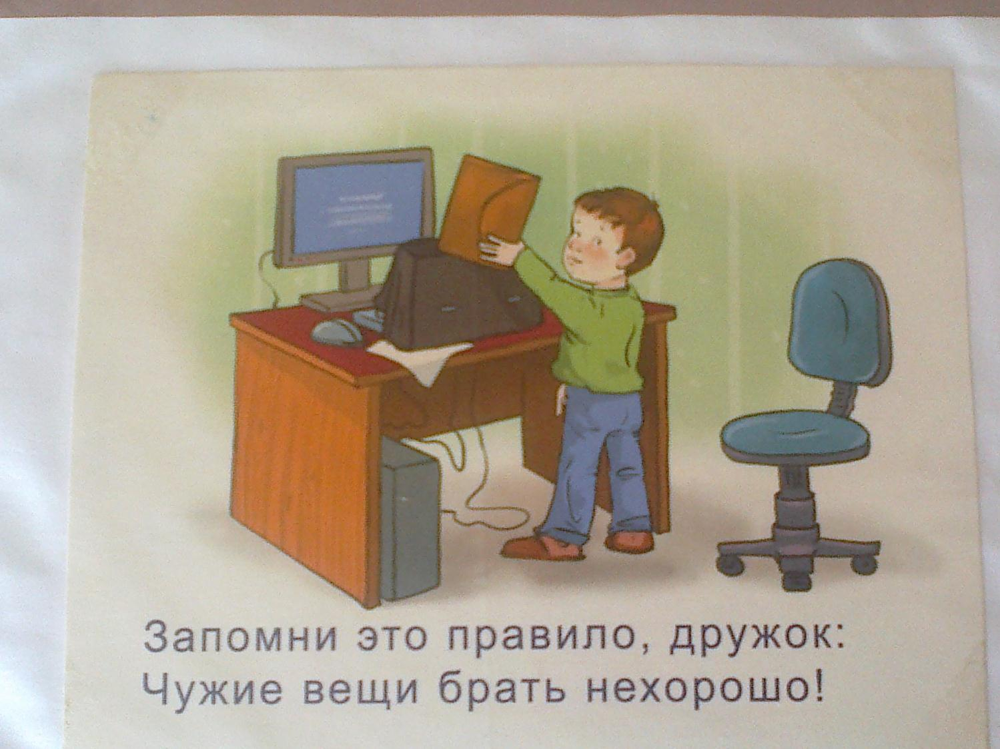 Запомни это правило, дружок:
Чужие вещи брать нехорошо!